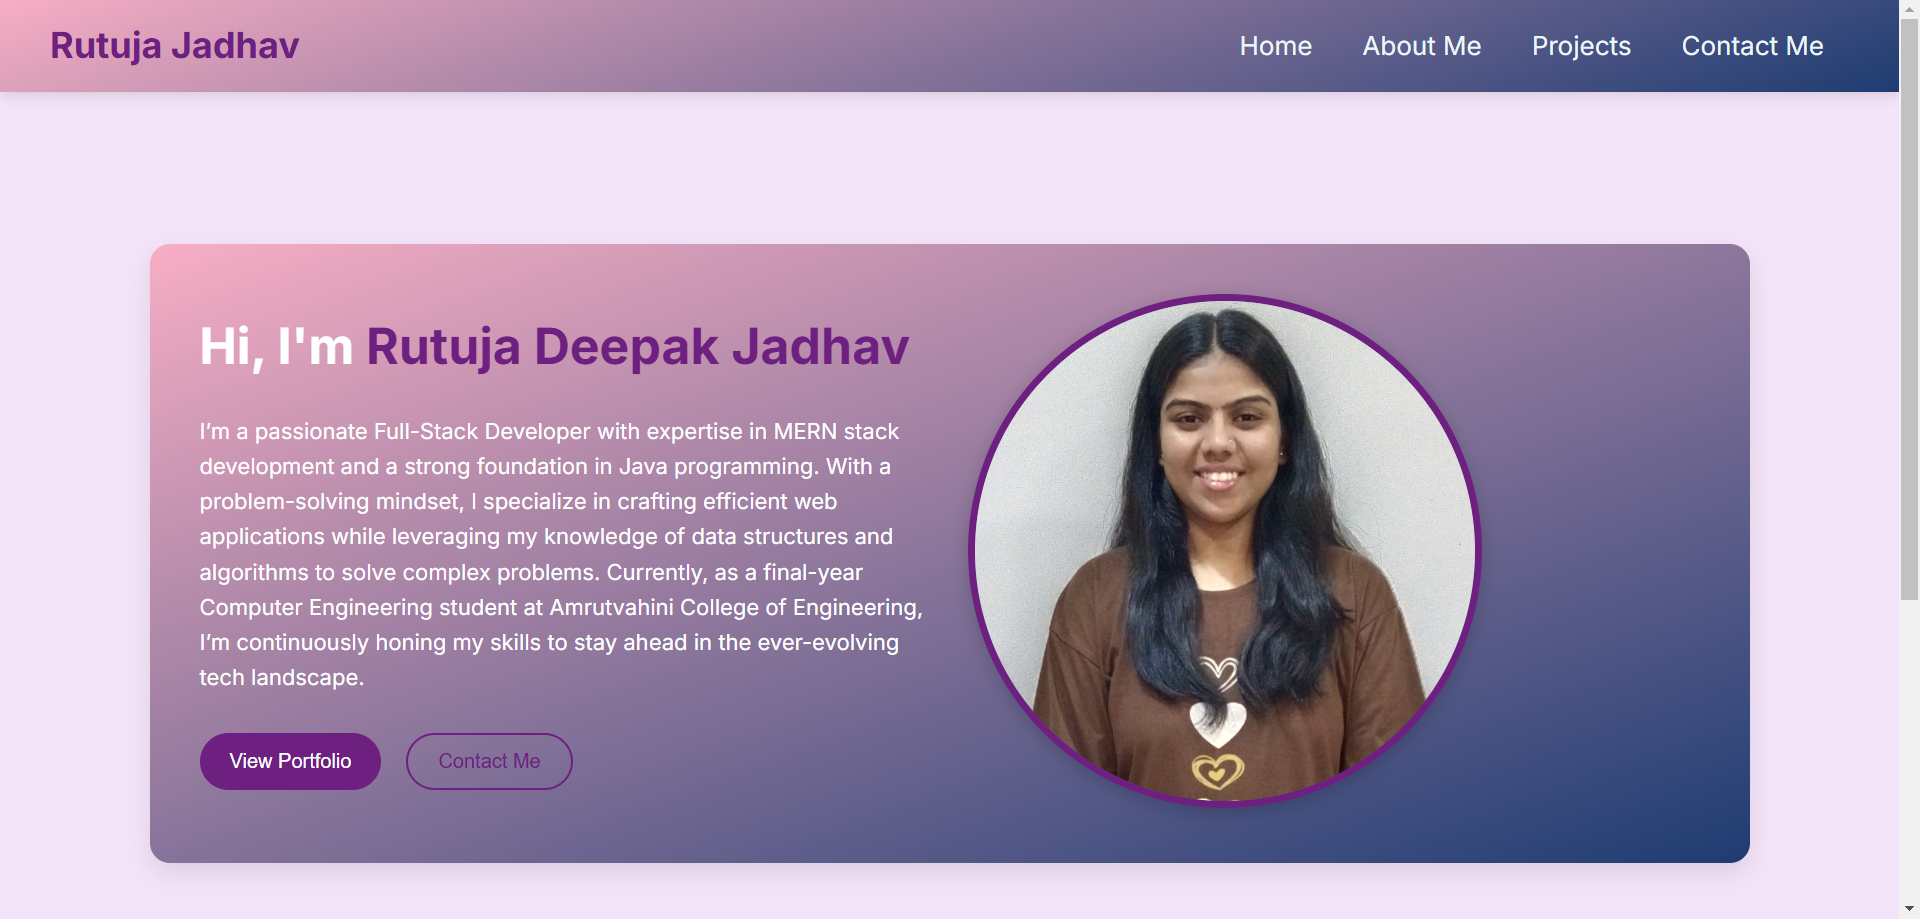 Rutuja Jadhav
Home
About Me
Projects
Contact Me
Hi, I'm Rutuja Deepak Jadhav
I’m a passionate Full-Stack Developer with expertise in MERN stack
development and a strong foundation in Java programming. With a
problem-solving mindset, I specialize in crafting efficient web
applications while leveraging my knowledge of data structures and
algorithms to solve complex problems. Currently, as a final-year
Computer Engineering student at Amrutvahini College of Engineering,
I’m continuously honing my skills to stay ahead in the ever-evolving
tech landscape.
View Portfolio
Contact Me